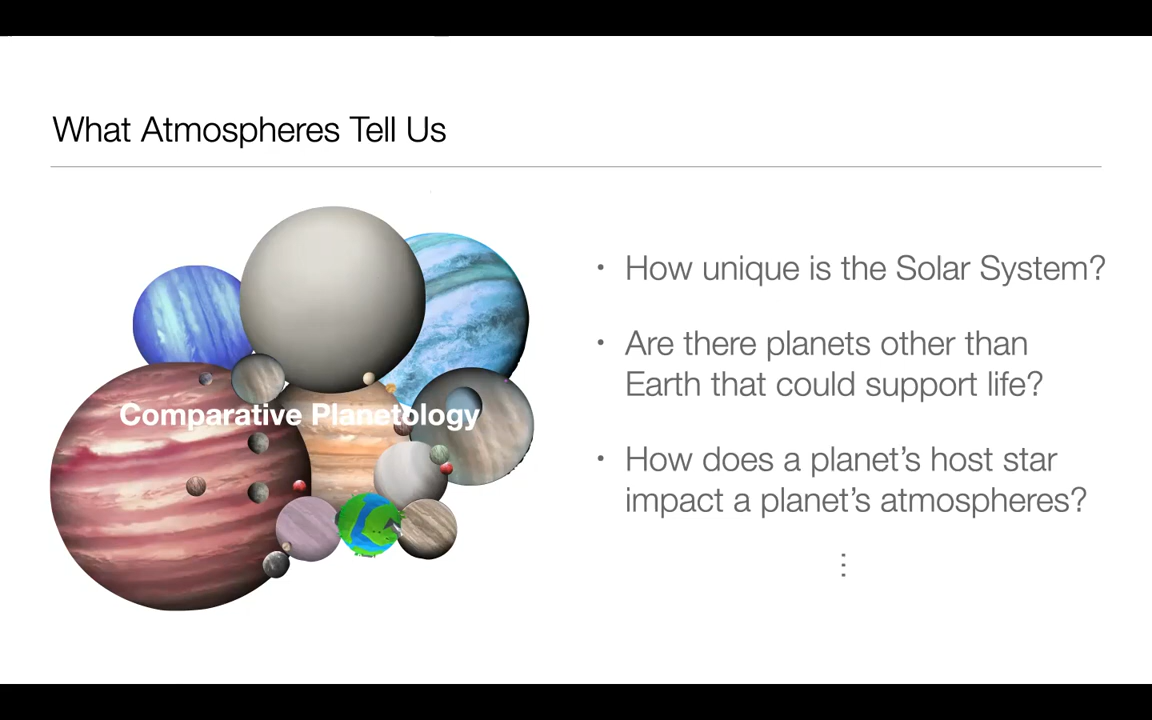 What Atmospheres Tell Us
Comparative Planetology
• How unique is the Solar System?
• Are there planets other than
Earth that could support life?
• How does a planet’s host star
impact a planet’s atmospheres?
⋮